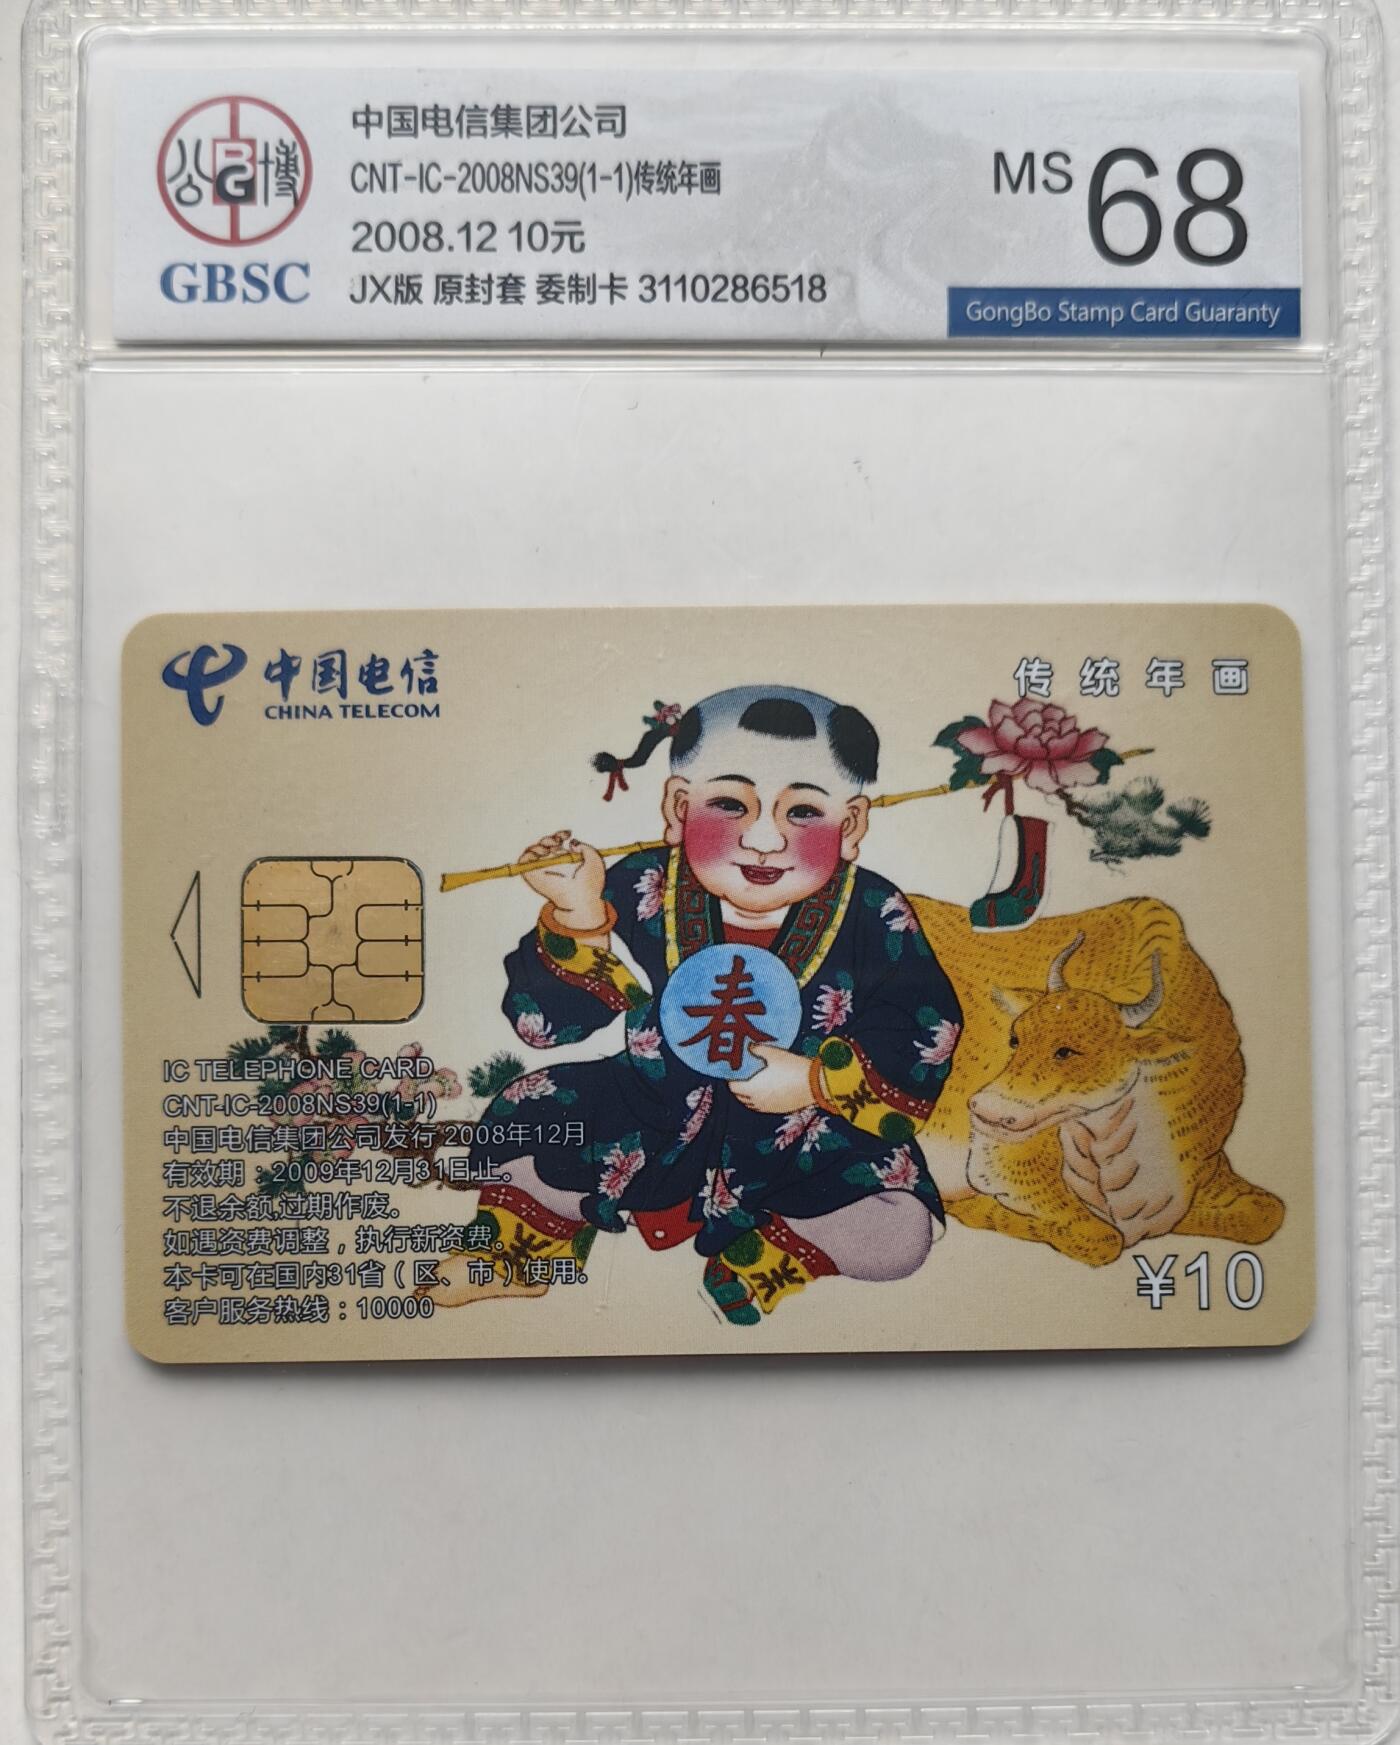 公 BG 博
GBSC
中国电信集团公司
CNT-IC-2008NS39(1-1)传统年画
2008.12 10元
JX版 原封套 委制卡 3110286518
MS 68
GongBo Stamp Card Guaranty
中国电信
CHINA TELECOM
传统年画
春
IC TELEPHONE CARD
CNT-IC-2008NS39(1-1)
中国电信集团公司发行 2008年12月
有效期：2009年12月31日止。
不退余额,过期作废。
如遇资费调整，执行新资费。
本卡可在国内31省（区、市）使用。
客户服务热线：10000
¥10